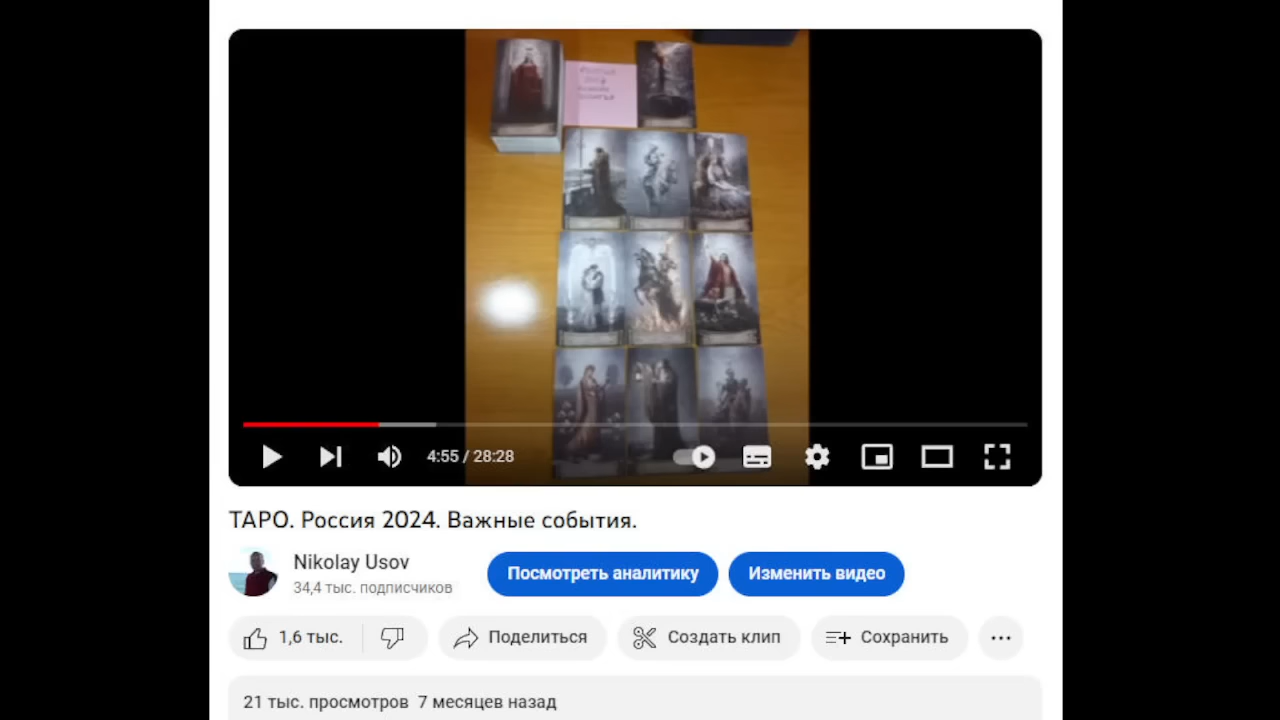 4:55 / 28:28
ТАРО. Россия 2024. Важные события.
Nikolay Usov
34,4 тыс. подписчиков
Посмотреть аналитику
Изменить видео
1,6 тыс.
Поделиться
Создать клип
Сохранить
21 тыс. просмотров 7 месяцев назад